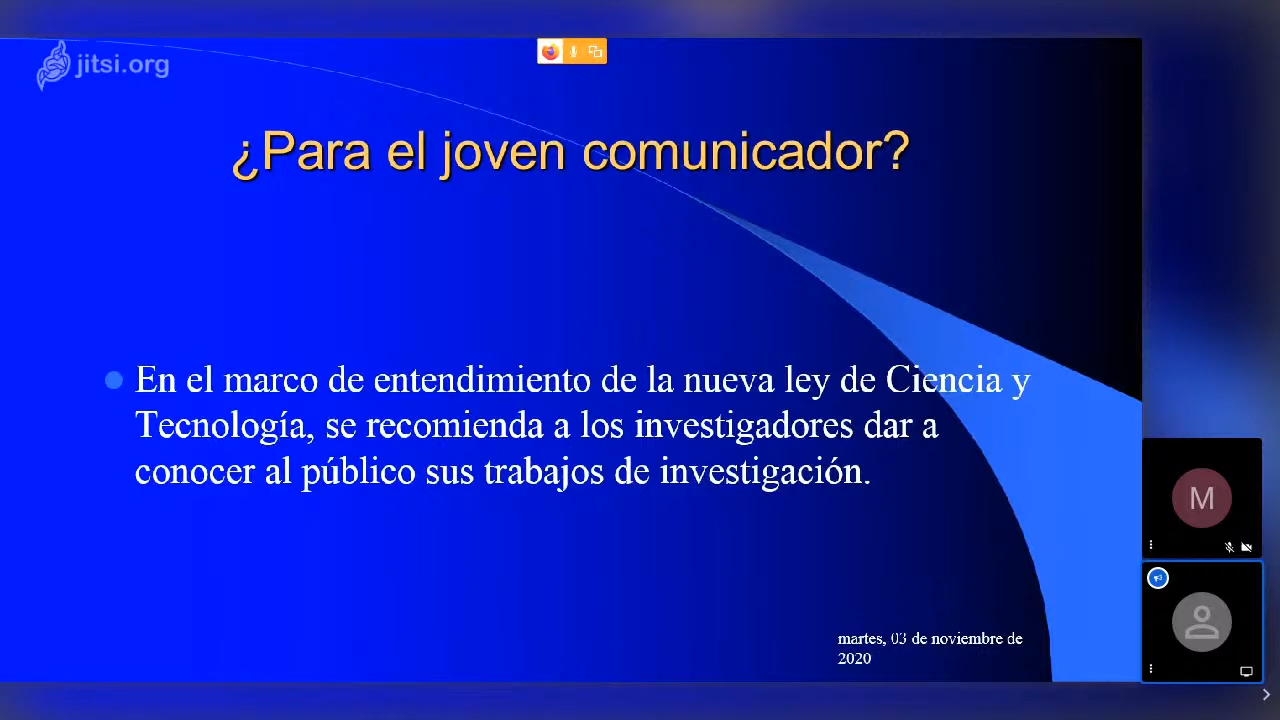 jitsi.org
¿Para el joven comunicador?
En el marco de entendimiento de la nueva ley de Ciencia y
Tecnología, se recomienda a los investigadores dar a
conocer al público sus trabajos de investigación.
M
martes, 03 de noviembre de
2020